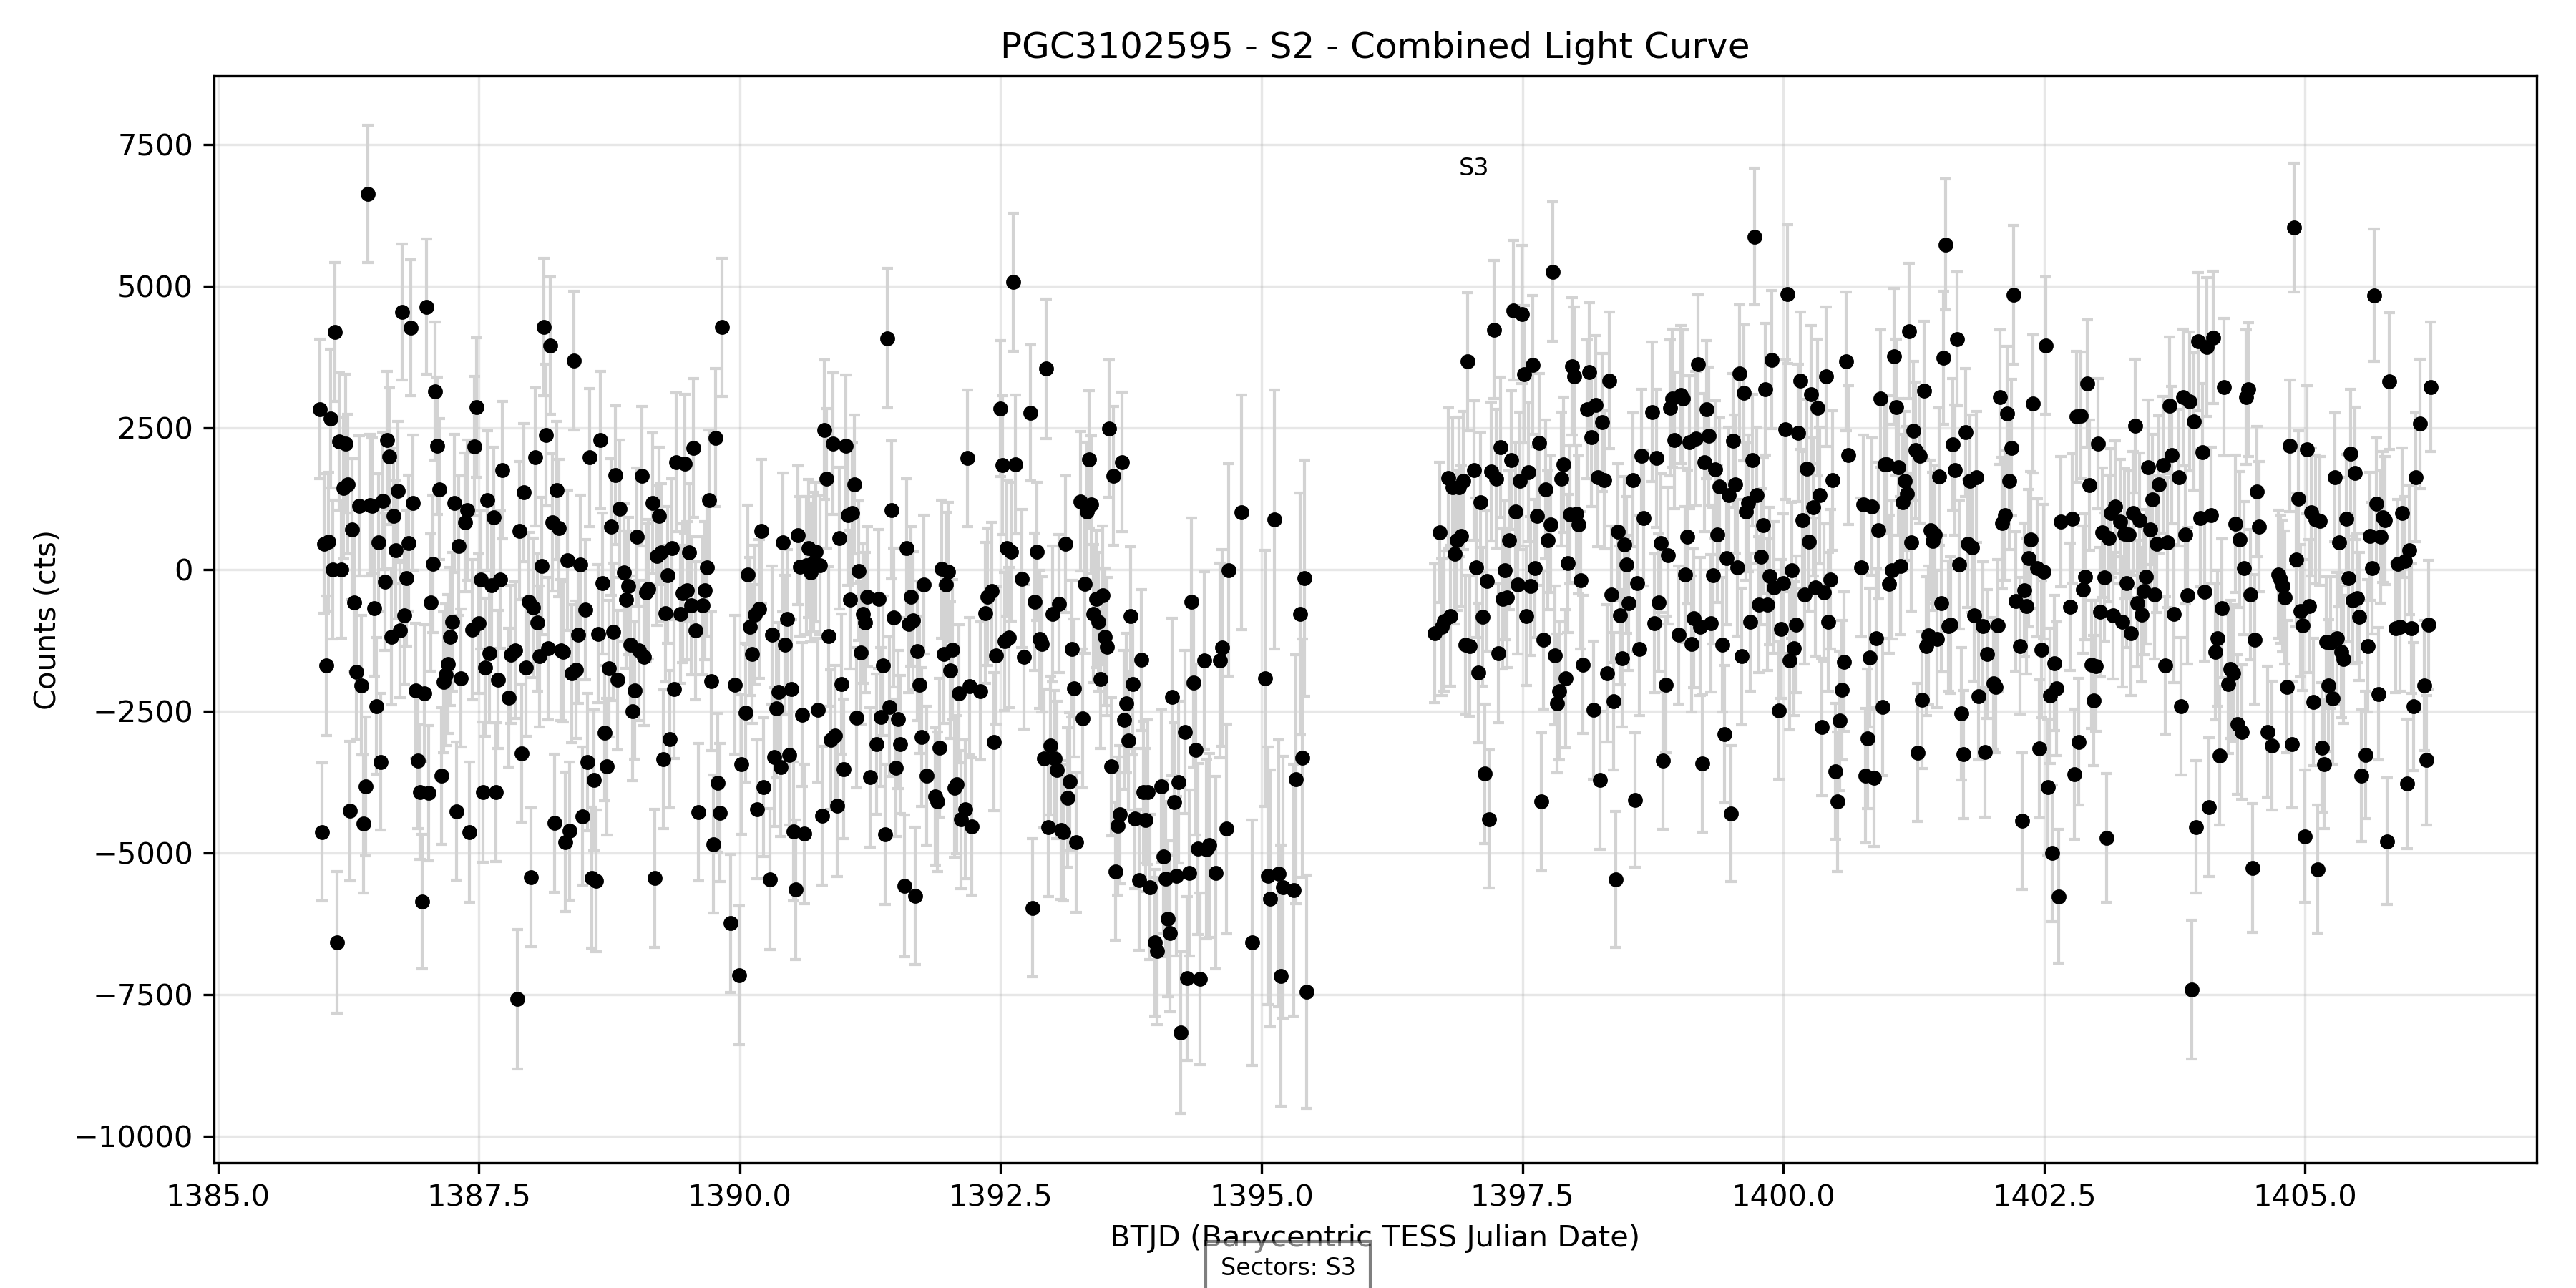 PGC3102595 - S2 - Combined Light Curve
Counts (cts)
7500
5000
2500
0
−2500
−5000
−7500
−10000
S3
1385.0 1387.5 1390.0 1392.5 1395.0 1397.5 1400.0 1402.5 1405.0
BTJD (Barycentric TESS Julian Date)
Sectors: S3